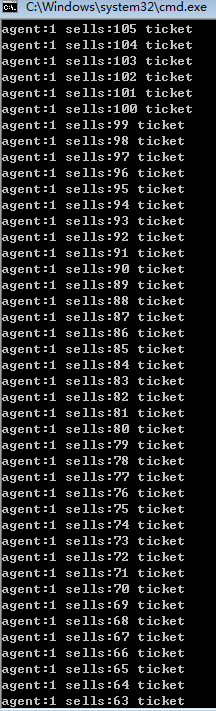 C:\Windows\system32\cmd.exe
agent:1 sells:105 ticket
agent:1 sells:104 ticket
agent:1 sells:103 ticket
agent:1 sells:102 ticket
agent:1 sells:101 ticket
agent:1 sells:100 ticket
agent:1 sells:99 ticket
agent:1 sells:98 ticket
agent:1 sells:97 ticket
agent:1 sells:96 ticket
agent:1 sells:95 ticket
agent:1 sells:94 ticket
agent:1 sells:93 ticket
agent:1 sells:92 ticket
agent:1 sells:91 ticket
agent:1 sells:90 ticket
agent:1 sells:89 ticket
agent:1 sells:88 ticket
agent:1 sells:87 ticket
agent:1 sells:86 ticket
agent:1 sells:85 ticket
agent:1 sells:84 ticket
agent:1 sells:83 ticket
agent:1 sells:82 ticket
agent:1 sells:81 ticket
agent:1 sells:80 ticket
agent:1 sells:79 ticket
agent:1 sells:78 ticket
agent:1 sells:77 ticket
agent:1 sells:76 ticket
agent:1 sells:75 ticket
agent:1 sells:74 ticket
agent:1 sells:73 ticket
agent:1 sells:72 ticket
agent:1 sells:71 ticket
agent:1 sells:70 ticket
agent:1 sells:69 ticket
agent:1 sells:68 ticket
agent:1 sells:67 ticket
agent:1 sells:66 ticket
agent:1 sells:65 ticket
agent:1 sells:64 ticket
agent:1 sells:63 ticket